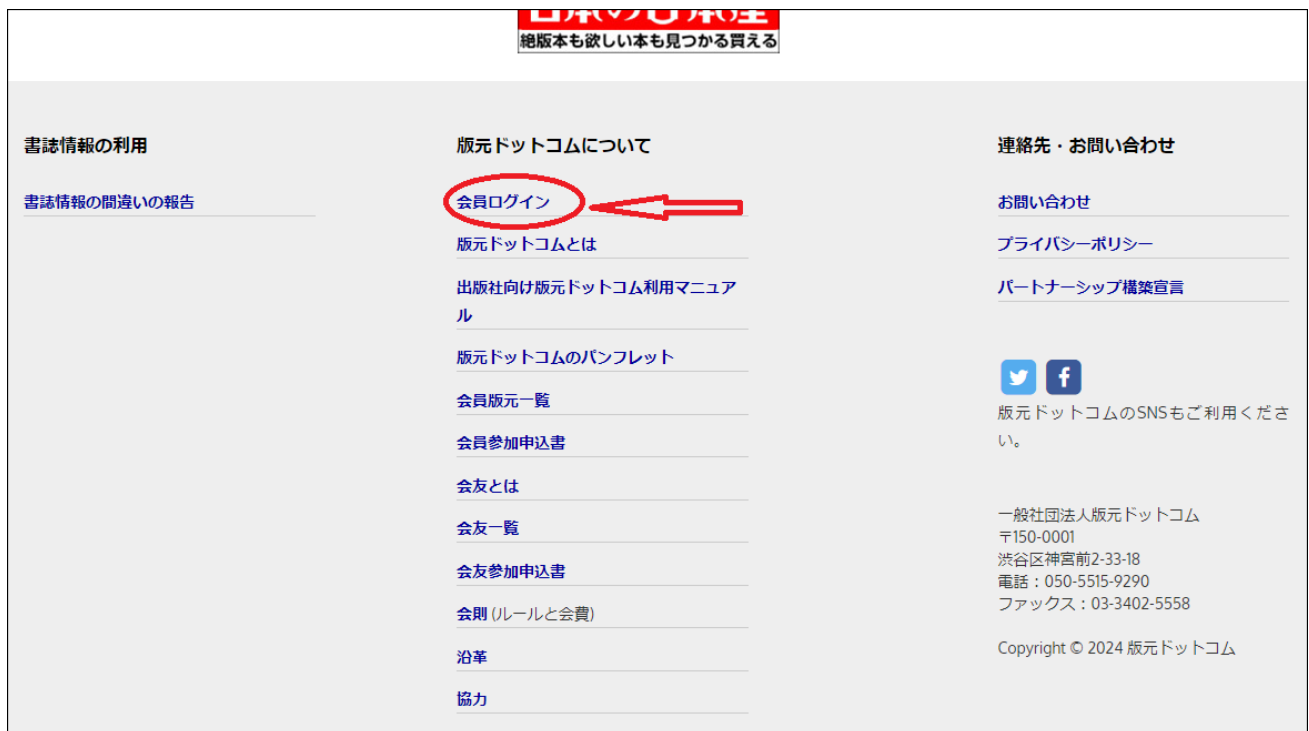 絶版本も欲しい本も見つかる買える
書誌情報の利用
書誌情報の間違いの報告
版元ドットコムについて
会員ログイン
版元ドットコムとは
出版社向け版元ドットコム利用マニュア
ル
版元ドットコムのパンフレット
会員版元一覧
会員参加申込書
会友とは
会友一覧
会友参加申込書
会則 (ルールと会費)
沿革
協力
連絡先・お問い合わせ
お問い合わせ
プライバシーポリシー
パートナーシップ構築宣言
版元ドットコムのSNSもご利用くださ
い。
一般社団法人版元ドットコム
〒150-0001
渋谷区神宮前2-33-18
電話：050-5515-9290
ファックス：03-3402-5558
Copyright © 2024 版元ドットコム